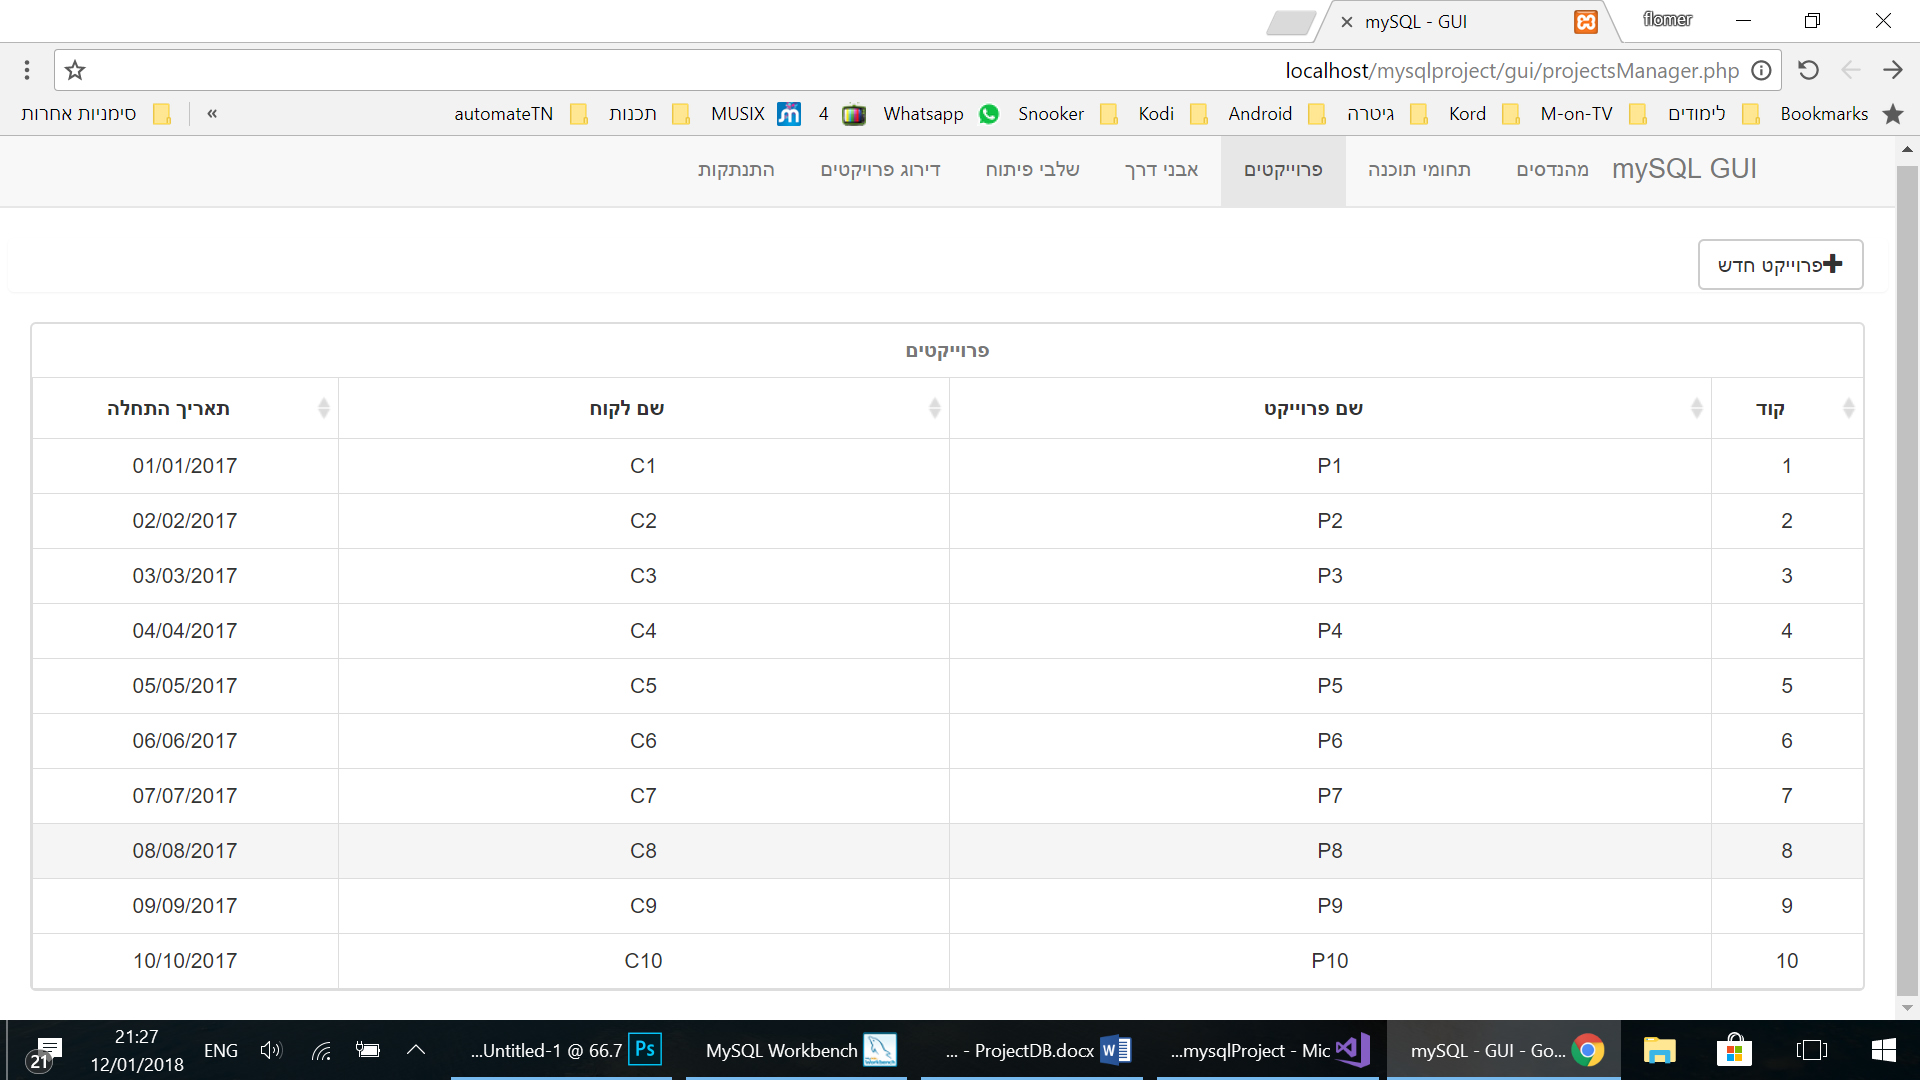 mySQL - GUI
flomer
localhost/mysqlproject/gui/projectsManager.php
Bookmarks לימודים M-on-TV Kord גיטרה Android Kodi Snooker Whatsapp 4 MUSIX תכנות automateTN » סימניות אחרות
mySQL GUI מהנדסים תחומי תוכנה פרוייקטים אבני דרך שלבי פיתוח דירוג פרויקטים התנתקות
פרוייקט חדש
פרוייקטים
קוד שם פרוייקט שם לקוח תאריך התחלה
1 P1 C1 01/01/2017
2 P2 C2 02/02/2017
3 P3 C3 03/03/2017
4 P4 C4 04/04/2017
5 P5 C5 05/05/2017
6 P6 C6 06/06/2017
7 P7 C7 07/07/2017
8 P8 C8 08/08/2017
9 P9 C9 09/09/2017
10 P10 C10 10/10/2017
mySQL - GUI - Go... ...mysqlProject - Mic ... - ProjectDB.docx MySQL Workbench ...Untitled-1 @ 66.7 Ps ENG 21:27
12/01/2018
21